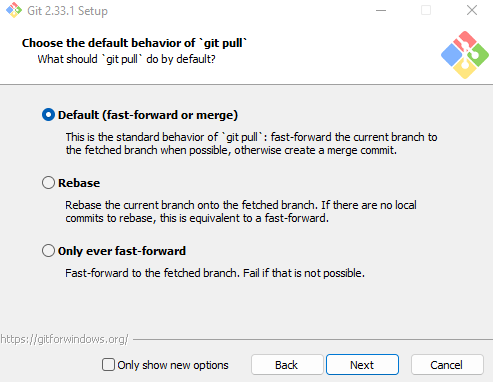 Git 2.33.1 Setup
Choose the default behavior of `git pull`
What should `git pull` do by default?
Default (fast-forward or merge)
This is the standard behavior of `git pull`: fast-forward the current branch to
the fetched branch when possible, otherwise create a merge commit.
Rebase
Rebase the current branch onto the fetched branch. If there are no local
commits to rebase, this is equivalent to a fast-forward.
Only ever fast-forward
Fast-forward to the fetched branch. Fail if that is not possible.
https://gitforwindows.org/
Only show new options
Back
Next
Cancel